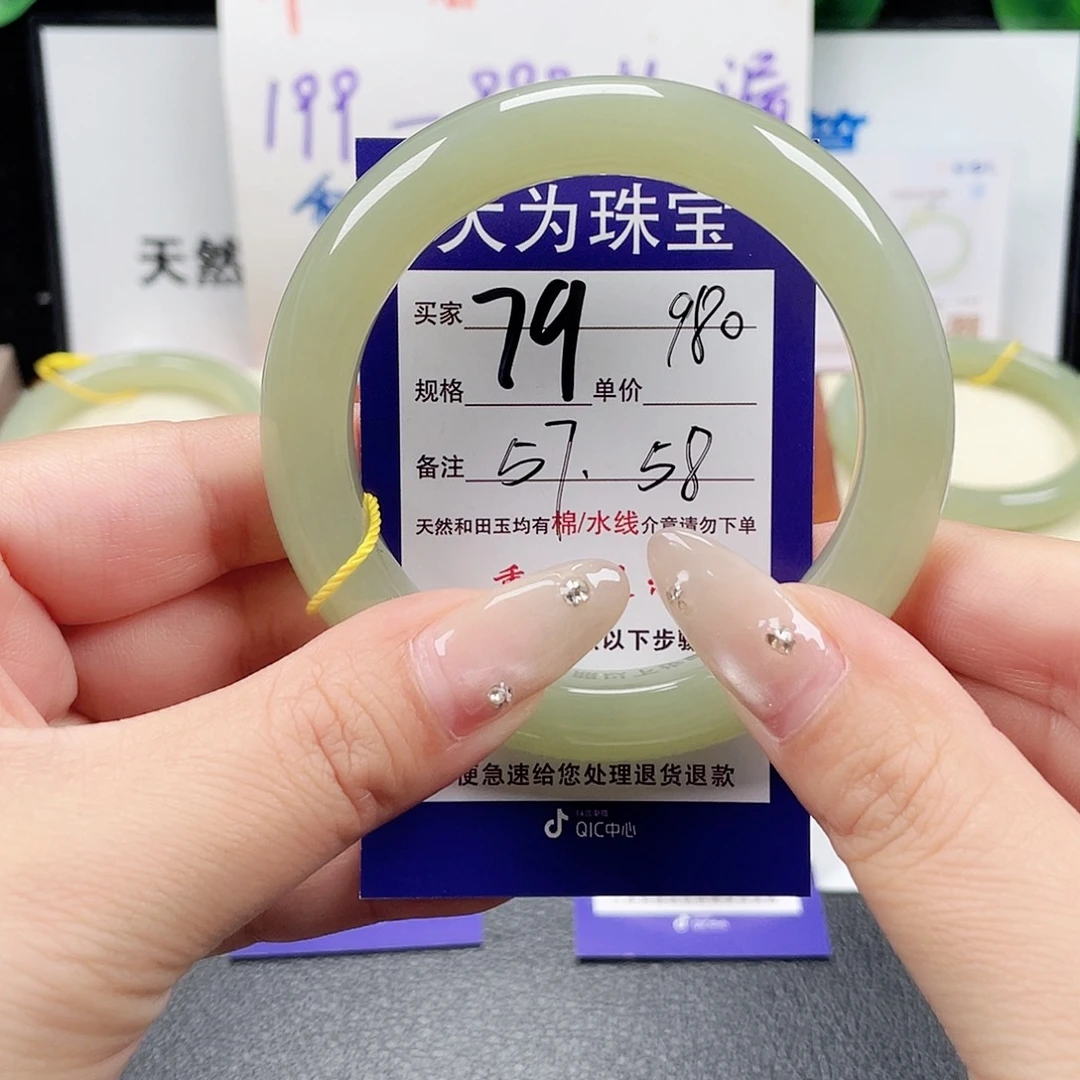 199 — 漏
天然
大为珠宝
买家 79 980
规格 单价
备注 57. 58
天然和田玉均有棉/水线介意请勿下单
以下步骤
便急速给您处理退货退款
QIC中心